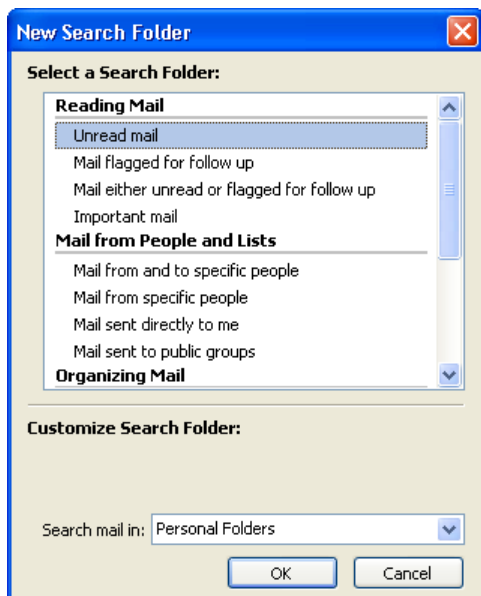 New Search Folder
Select a Search Folder:
Reading Mail
Unread mail
Mail flagged for follow up
Mail either unread or flagged for follow up
Important mail
Mail from People and Lists
Mail from and to specific people
Mail from specific people
Mail sent directly to me
Mail sent to public groups
Organizing Mail
Customize Search Folder:
Search mail in: Personal Folders
OK Cancel